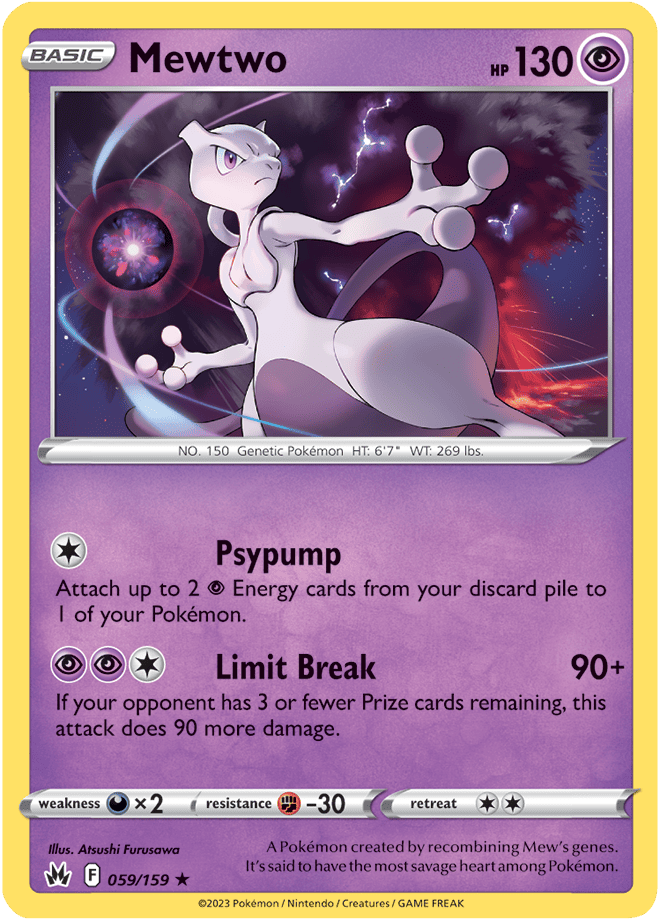 BASIC Mewtwo HP 130
NO. 150 Genetic Pokémon HT: 6'7" WT: 269 lbs.
Psypump
Attach up to 2 Energy cards from your discard pile to
1 of your Pokémon.
Limit Break 90+
If your opponent has 3 or fewer Prize cards remaining, this
attack does 90 more damage.
weakness ×2 resistance -30 retreat
Illus. Atsushi Furusawa
A Pokémon created by recombining Mew's genes.
It's said to have the most savage heart among Pokémon.
F 059/159 ★
©2023 Pokémon / Nintendo / Creatures / GAME FREAK